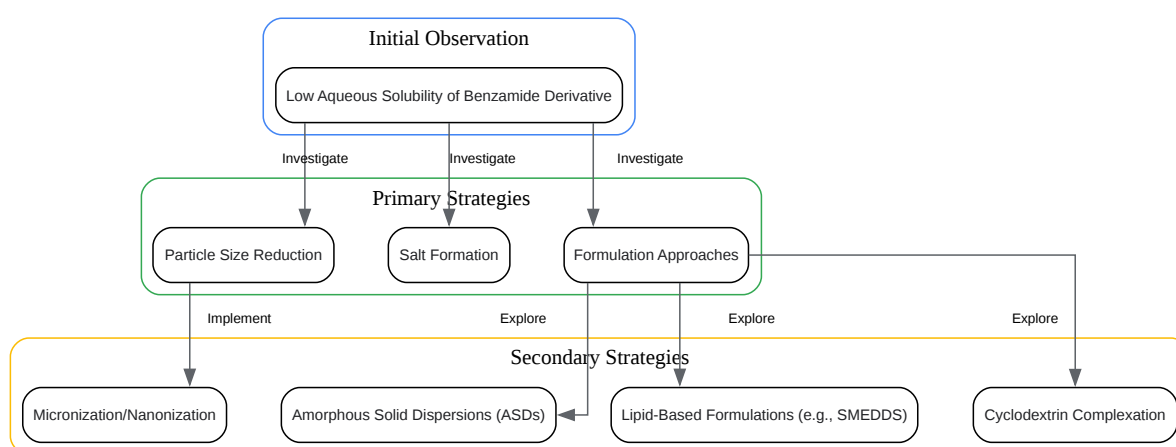 Initial Observation
Low Aqueous Solubility of Benzamide Derivative
Investigate
Investigate
Investigate
Primary Strategies
Particle Size Reduction
Salt Formation
Formulation Approaches
Implement
Explore
Explore
Explore
Secondary Strategies
Micronization/Nanonization
Amorphous Solid Dispersions (ASDs)
Lipid-Based Formulations (e.g., SMEDDS)
Cyclodextrin Complexation